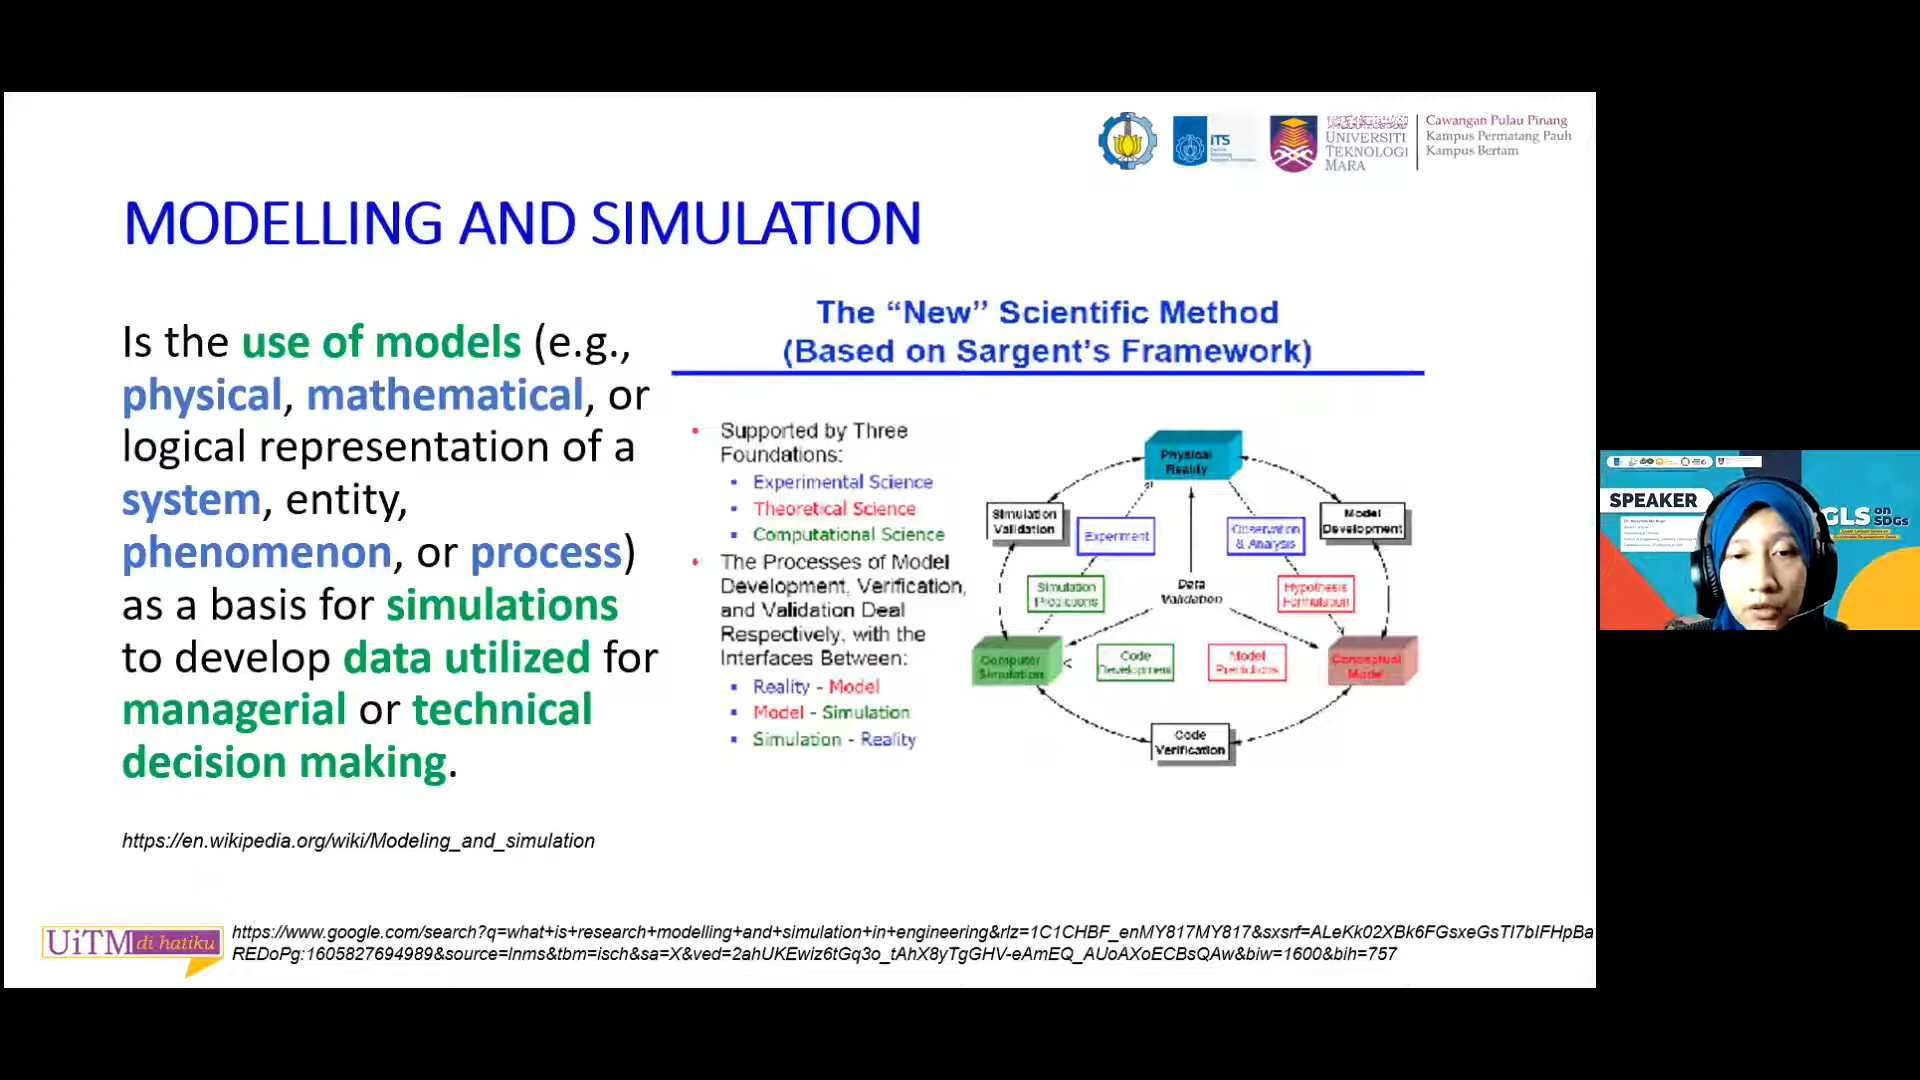 iTS
UNIVERSITI
TEKNOLOGI
MARA
Cawangan Pulau Pinang
Kampus Permatang Pauh
Kampus Bertam
MODELLING AND SIMULATION
Is the use of models (e.g.,
physical, mathematical, or
logical representation of a
system, entity,
phenomenon, or process)
as a basis for simulations
to develop data utilized for
managerial or technical
decision making.
https://en.wikipedia.org/wiki/Modeling_and_simulation
The “New” Scientific Method
(Based on Sargent’s Framework)
• Supported by Three
Foundations:
▪ Experimental Science
▪ Theoretical Science
▪ Computational Science
• The Processes of Model
Development, Verification,
and Validation Deal
Respectively, with the
Interfaces Between:
▪ Reality - Model
▪ Model - Simulation
▪ Simulation - Reality
Physical
Reality
Simulation
Validation
Model
Development
Experiment
Observation
& Analysis
Simulation
Predictions
Data
Validation
Hypothesis
Formulation
Computer
Simulation
Code
Development
Model
Predictions
Conceptual
Model
Code
Verification
UiTM di hatiku
https://www.google.com/search?q=what+is+research+modelling+and+simulation+in+engineering&rlz=1C1CHBF_enMY817MY817&sxsrf=ALeKk02XBk6FGsxeGsTl7bIFHpBa
REDoPg:1605827694989&source=lnms&tbm=isch&sa=X&ved=2ahUKEwiz6tGq3o_tAhX8yTgGHV-eAmEQ_AUoAXoECBsQAw&biw=1600&bih=757
SPEAKER
GLS on
SDGs